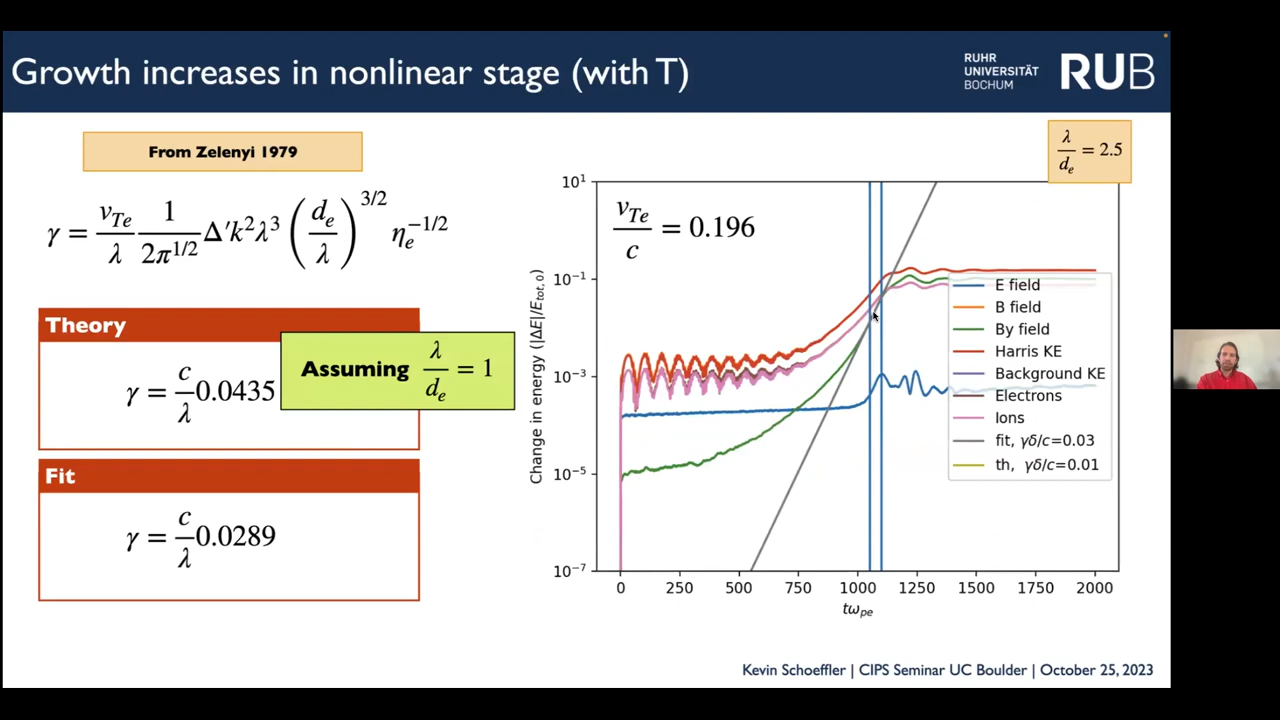 Growth increases in nonlinear stage (with T)
RUHR
UNIVERSITÄT
BOCHUM
RUB
From Zelenyi 1979
γ = v_Te/λ 1/2π^{1/2} Δ′k²λ³ (d_e/λ)^{3/2} η_e^{-1/2}
Theory
γ = c/λ 0.0435
Assuming λ/d_e = 1
Fit
γ = c/λ 0.0289
λ/d_e = 2.5
v_Te/c = 0.196
Change in energy (|ΔE|/E_{tot,0})
10^1
10^{-1}
10^{-3}
10^{-5}
10^{-7}
E field
B field
By field
Harris KE
Background KE
Electrons
Ions
fit, γδ/c=0.03
th, γδ/c=0.01
0 250 500 750 1000 1250 1500 1750 2000
tω_pe
Kevin Schoeffler | CIPS Seminar UC Boulder | October 25, 2023